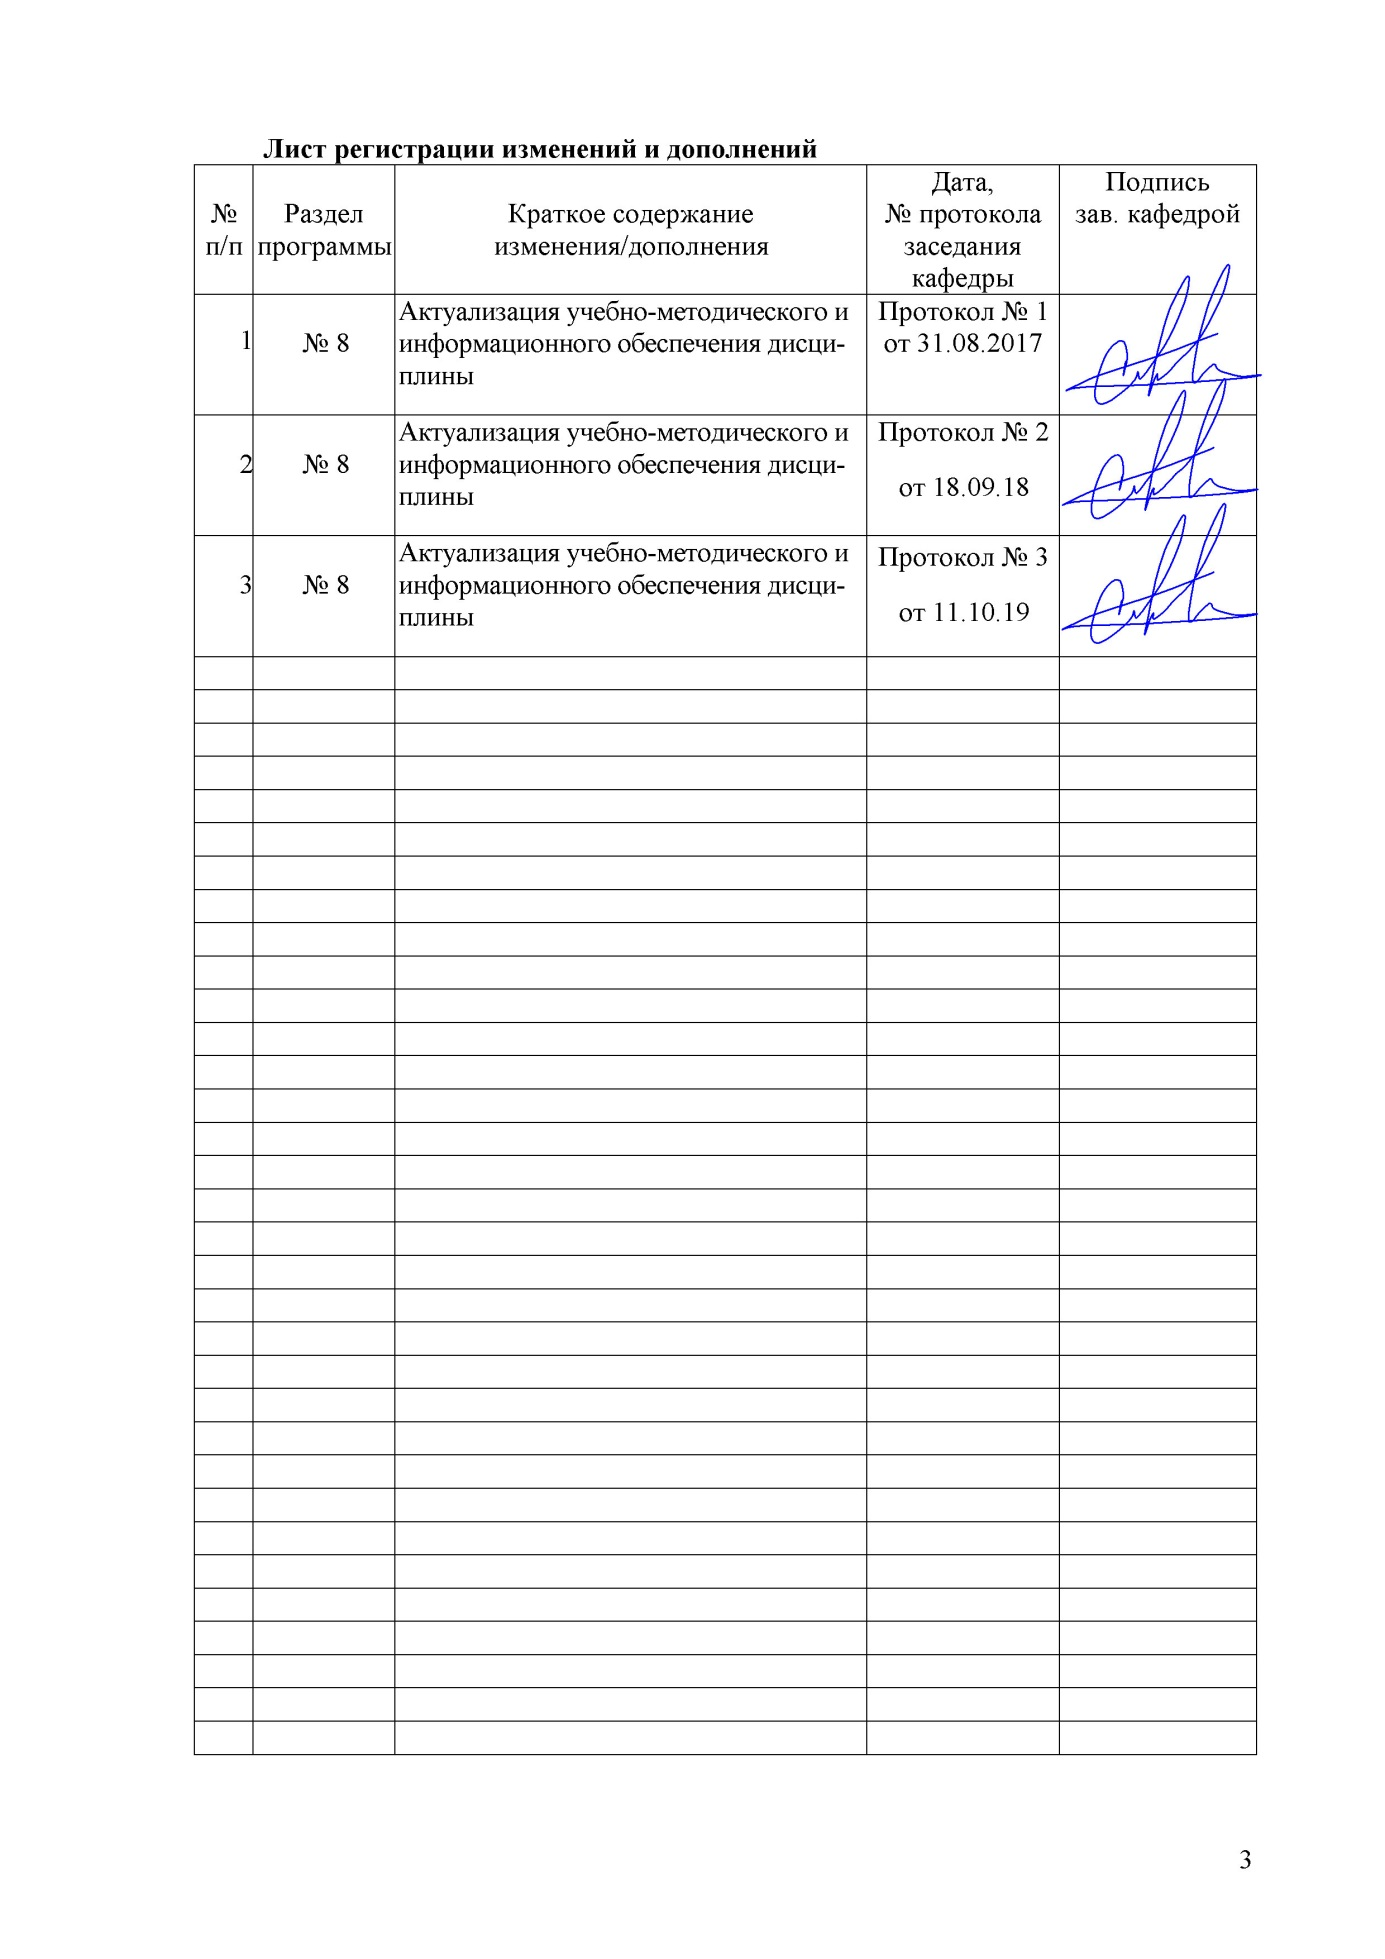 Лист регистрации изменений и дополнений
№
п/п
Раздел
программы
Краткое содержание
изменения/дополнения
Дата,
№ протокола
заседания
кафедры
Подпись
зав. кафедрой
1
№ 8
Актуализация учебно-методического и
информационного обеспечения дисци-
плины
Протокол № 1
от 31.08.2017
2
№ 8
Актуализация учебно-методического и
информационного обеспечения дисци-
плины
Протокол № 2
от 18.09.18
3
№ 8
Актуализация учебно-методического и
информационного обеспечения дисци-
плины
Протокол № 3
от 11.10.19
3